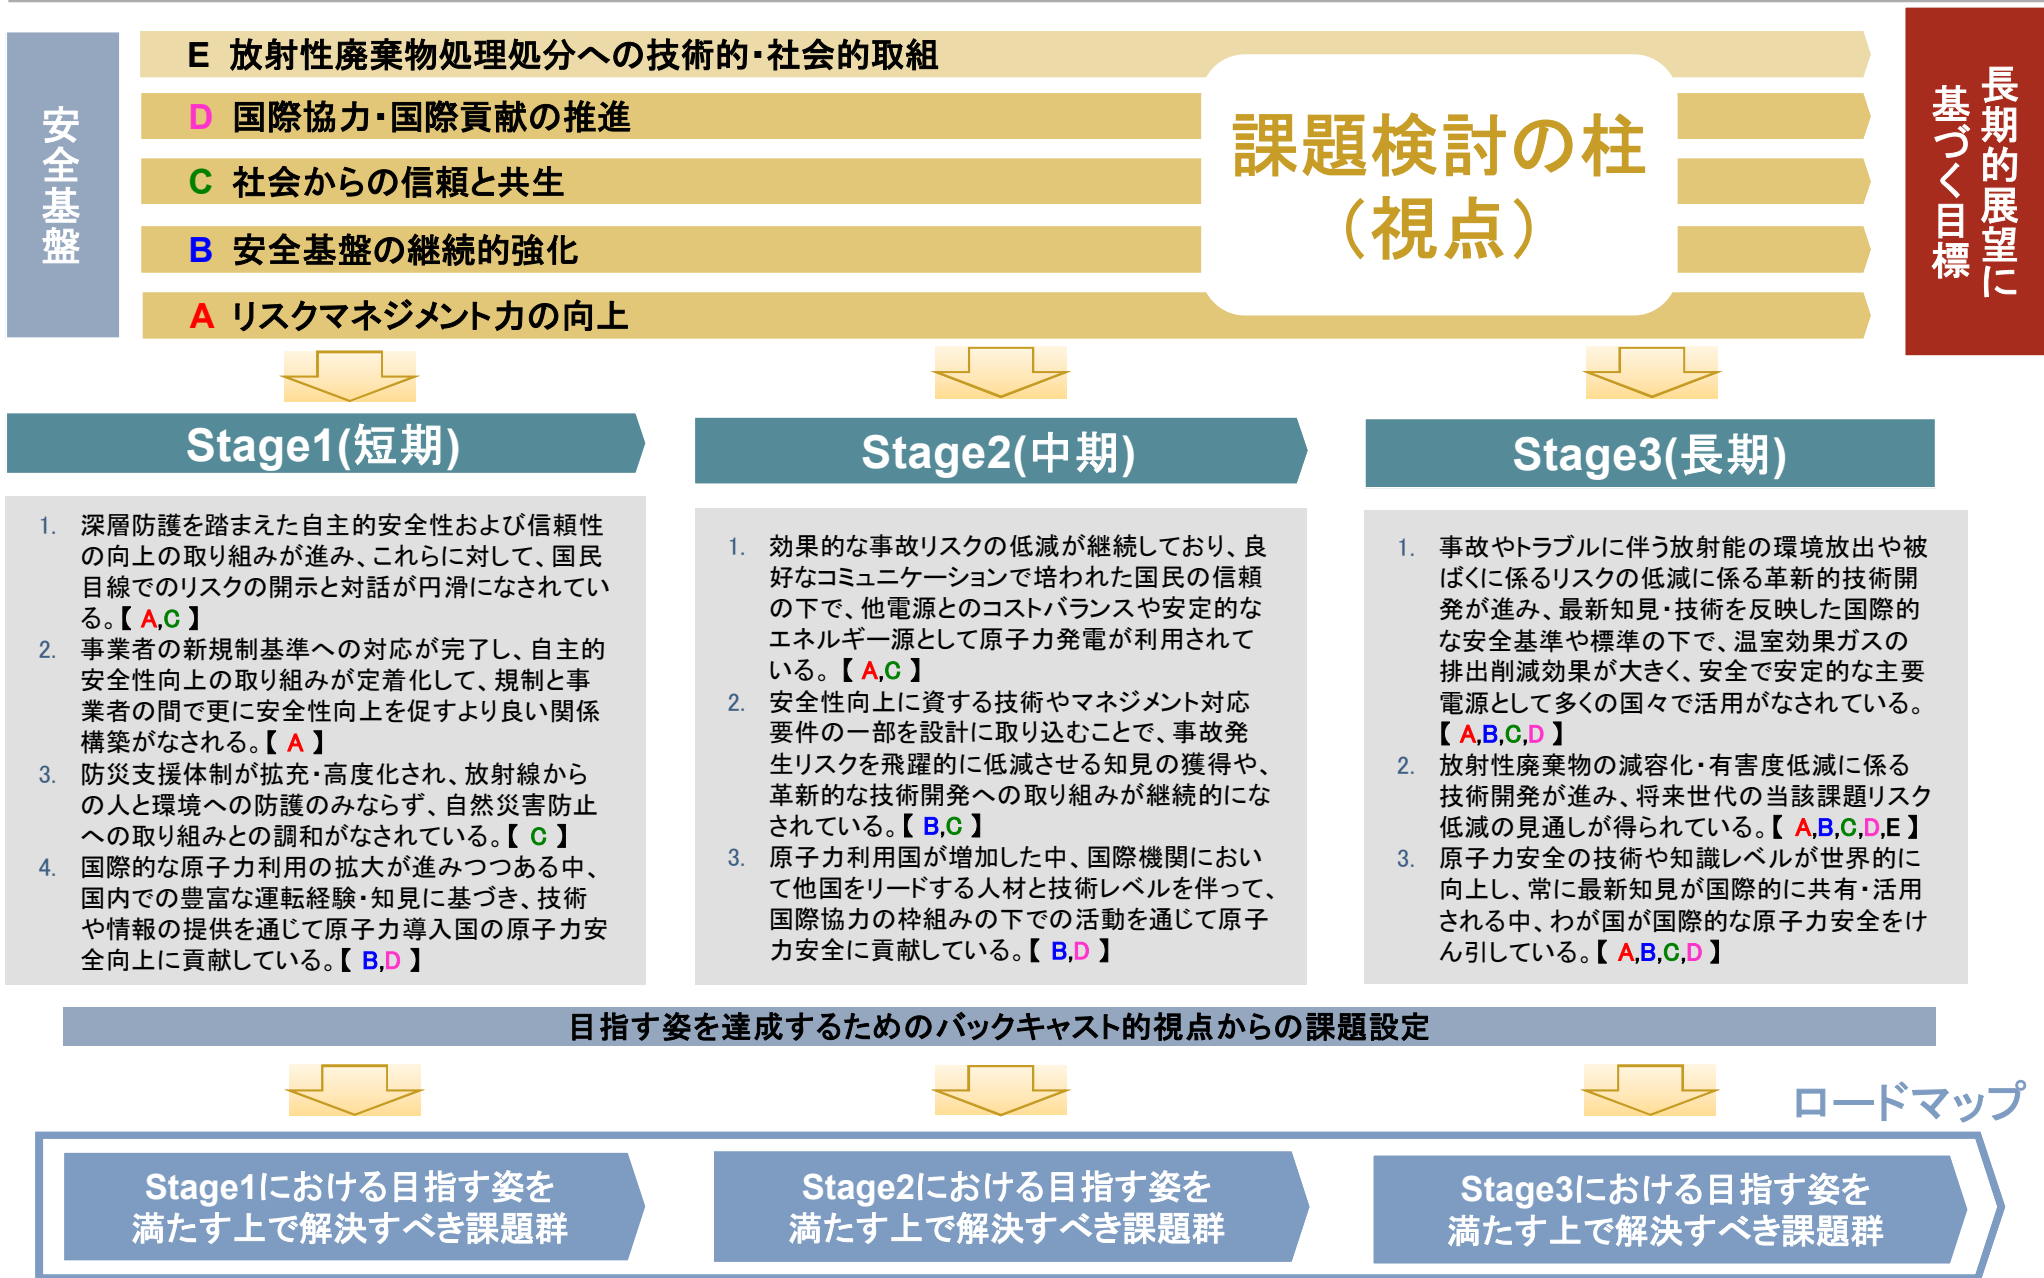 安全基盤
E 放射性廃棄物処理処分への技術的・社会的取組
D 国際協力・国際貢献の推進
C 社会からの信頼と共生
B 安全基盤の継続的強化
A リスクマネジメント力の向上
課題検討の柱
（視点）
長期的展望に
基づく目標
Stage1(短期)
1. 深層防護を踏まえた自主的安全性および信頼性
の向上の取り組みが進み、これらに対して、国民
目線でのリスクの開示と対話が円滑になされてい
る。【 A,C 】
2. 事業者の新規制基準への対応が完了し、自主的
安全性向上の取り組みが定着化して、規制と事
業者の間で更に安全性向上を促すより良い関係
構築がなされる。【 A 】
3. 防災支援体制が拡充・高度化され、放射線から
の人と環境への防護のみならず、自然災害防止
への取り組みとの調和がなされている。【 C 】
4. 国際的な原子力利用の拡大が進みつつある中、
国内での豊富な運転経験・知見に基づき、技術
や情報の提供を通じて原子力導入国の原子力安
全向上に貢献している。【 B,D 】
Stage2(中期)
1. 効果的な事故リスクの低減が継続しており、良
好なコミュニケーションで培われた国民の信頼
の下で、他電源とのコストバランスや安定的な
エネルギー源として原子力発電が利用されて
いる。【 A,C 】
2. 安全性向上に資する技術やマネジメント対応
要件の一部を設計に取り込むことで、事故発
生リスクを飛躍的に低減させる知見の獲得や、
革新的な技術開発への取り組みが継続的にな
されている。【 B,C 】
3. 原子力利用国が増加した中、国際機関におい
て他国をリードする人材と技術レベルを伴って、
国際協力の枠組みの下での活動を通じて原子
力安全に貢献している。【 B,D 】
Stage3(長期)
1. 事故やトラブルに伴う放射能の環境放出や被
ばくに係るリスクの低減に係る革新的技術開
発が進み、最新知見・技術を反映した国際的
な安全基準や標準の下で、温室効果ガスの
排出削減効果が大きく、安全で安定的な主要
電源として多くの国々で活用がなされている。
【 A,B,C,D 】
2. 放射性廃棄物の減容化・有害度低減に係る
技術開発が進み、将来世代の当該課題リスク
低減の見通しが得られている。【 A,B,C,D,E 】
3. 原子力安全の技術や知識レベルが世界的に
向上し、常に最新知見が国際的に共有・活用
される中、わが国が国際的な原子力安全をけ
ん引している。【 A,B,C,D 】
目指す姿を達成するためのバックキャスト的視点からの課題設定
ロードマップ
Stage1における目指す姿を
満たす上で解決すべき課題群
Stage2における目指す姿を
満たす上で解決すべき課題群
Stage3における目指す姿を
満たす上で解決すべき課題群